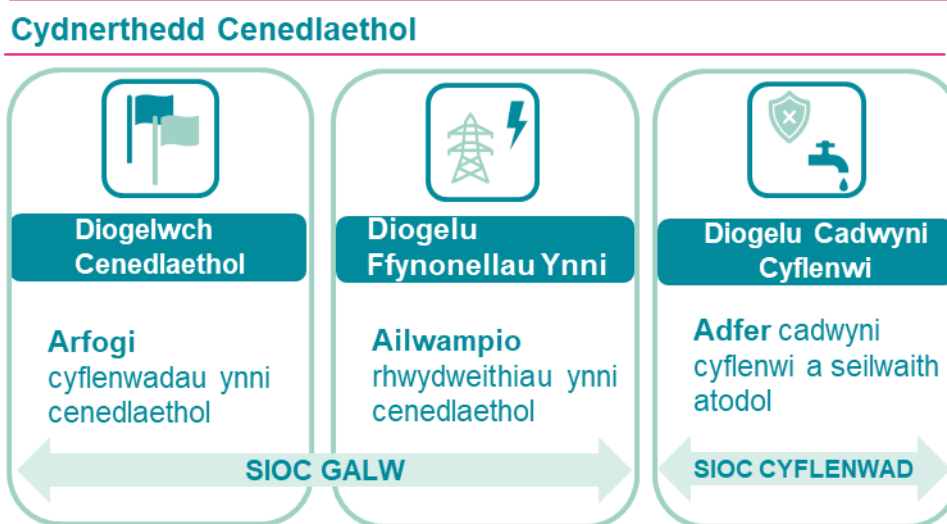 Cydnerthedd Cenedlaethol
Diogelwch
Cenedlaethol
Arfogi
cyflenwadau ynni
cenedlaethol
Diogelu
Ffynonellau Ynni
Ailwampio
rhwydweithiau ynni
cenedlaethol
Diogelu Cadwyni
Cyflenwi
Adfer cadwyni
cyflenwi a seilwaith
atodol
SIOC GALW
SIOC CYFLENWAD